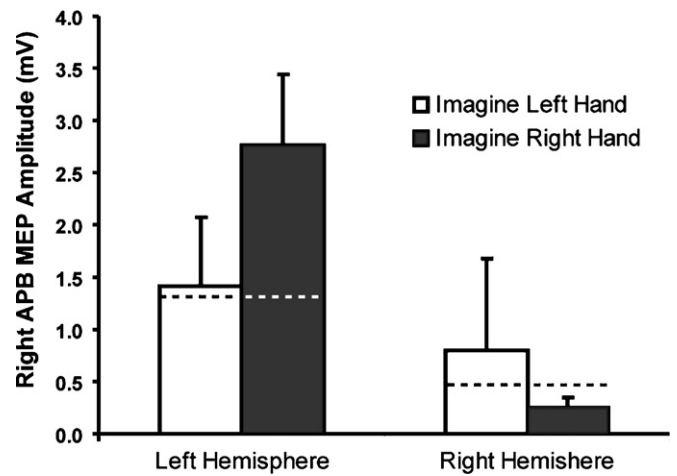 Right APB MEP Amplitude (mV)
4.0
3.5
3.0
2.5
2.0
1.5
1.0
0.5
0.0
Imagine Left Hand
Imagine Right Hand
Left Hemisphere
Right Hemishere